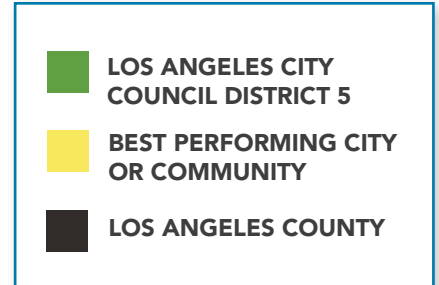 LOS ANGELES CITY
COUNCIL DISTRICT 5
BEST PERFORMING CITY
OR COMMUNITY
LOS ANGELES COUNTY